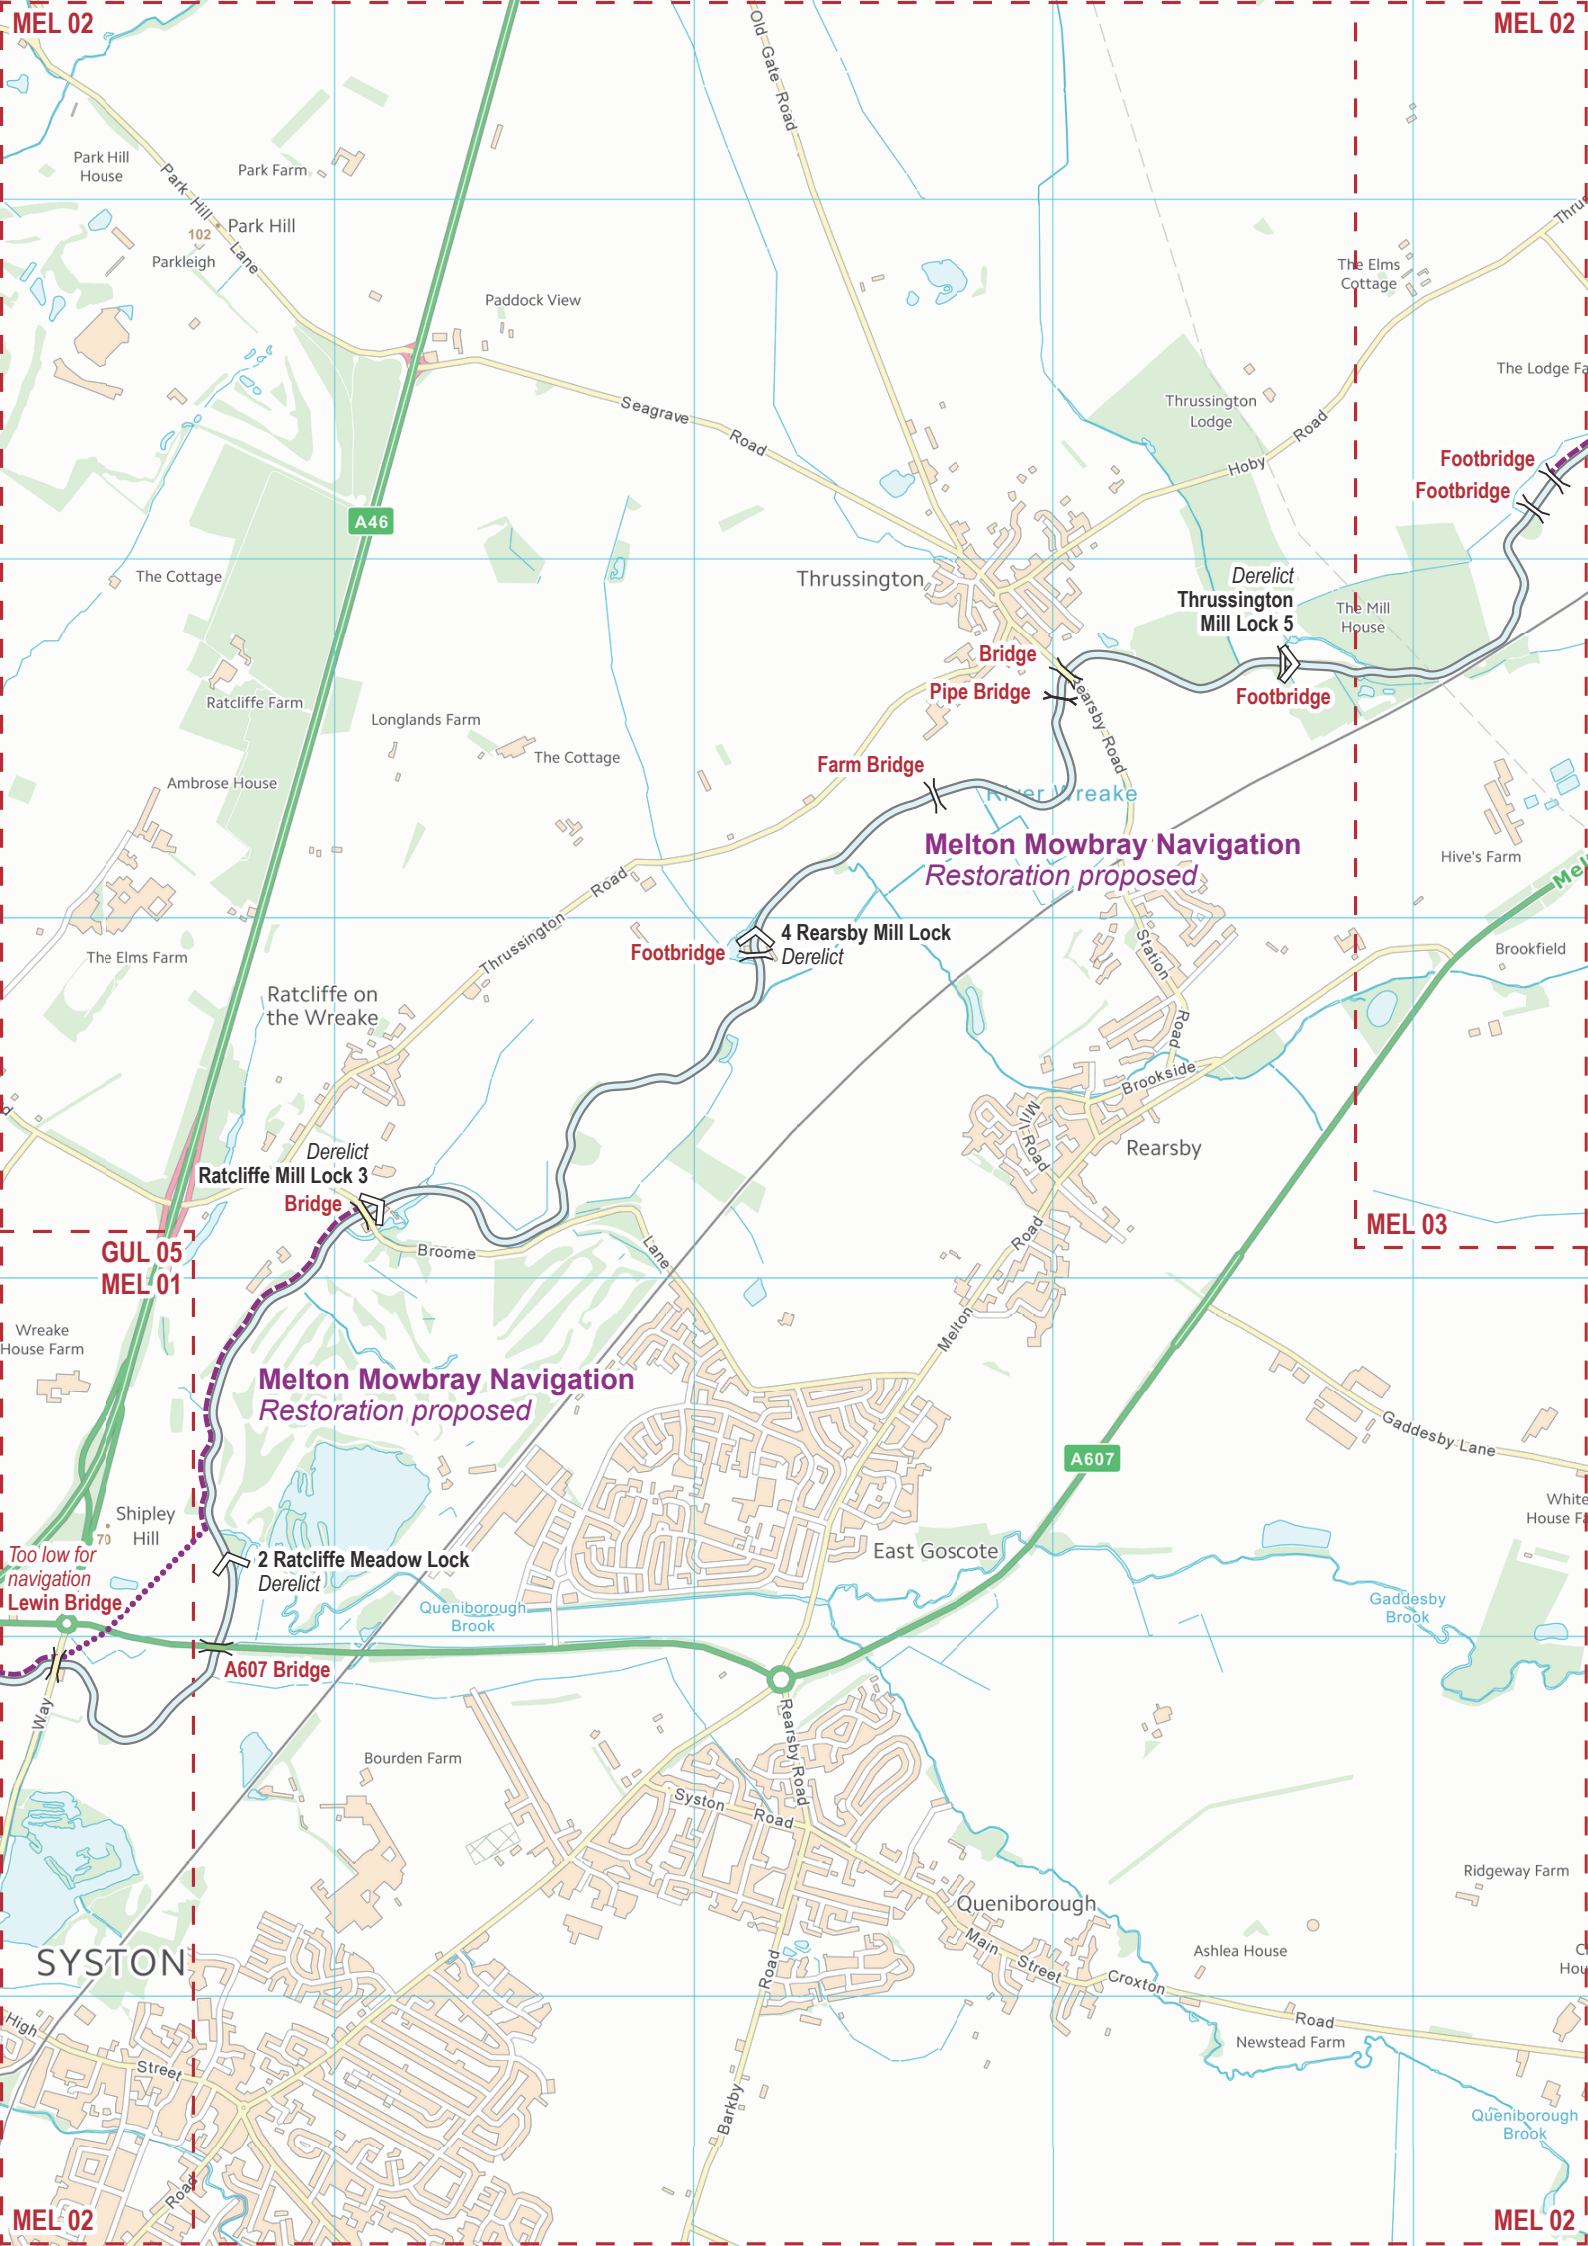 MEL 02
MEL 02
Old Gate Road
Park Hill
House
Park Farm
Park Hill
Lane
Park Hill
102
Parkleigh
Paddock View
The Elms
Cottage
The Lodge Fa
Seagrave
Road
Thrussington
Lodge
Hoby
Road
Footbridge
Footbridge
A46
The Cottage
Thrussington
Derelict
Thrussington
Mill Lock 5
The Mill
House
Bridge
Pipe Bridge
Footbridge
Rearsby Road
Ratcliffe Farm
Longlands Farm
The Cottage
Farm Bridge
River Wreake
Ambrose House
Melton Mowbray Navigation
Restoration proposed
Hive's Farm
Mel
Thrussington
Road
4 Rearsby Mill Lock
Derelict
Footbridge
Station
Road
Brookfield
The Elms Farm
Ratcliffe on
the Wreake
Brookside
Mill Road
Rearsby
Derelict
Ratcliffe Mill Lock 3
Bridge
Broome
Lane
Road
Melton
MEL 03
GUL 05
MEL 01
Wreake
House Farm
Melton Mowbray Navigation
Restoration proposed
Gaddesby Lane
A607
Shipley
Hill
70
White
House Fa
Too low for
navigation
Lewin Bridge
2 Ratcliffe Meadow Lock
Derelict
East Goscote
Queniborough
Brook
Gaddesby
Brook
A607 Bridge
Way
Rearsby Road
Bourden Farm
Syston
Road
Ridgeway Farm
Queniborough
Main
Street
Croxton
Road
Ashlea House
Newstead Farm
SYSTON
High
Street
Road
Barkby
Road
Queniborough
Brook
MEL 02
MEL 02